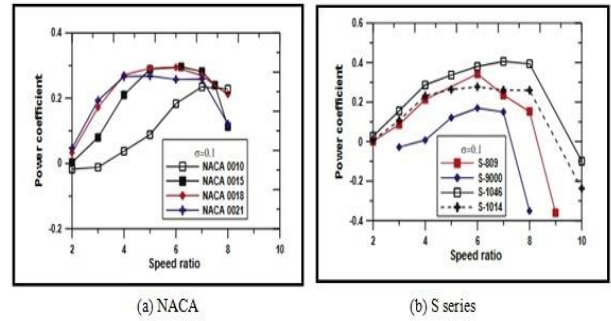 0.4
0.2
0
-0.2
Power coefficient
σ=0.1
NACA 0010
NACA 0015
NACA 0018
NACA 0021
2 4 6 8 10
Speed ratio
(a) NACA
0.6
0.4
0.2
0
-0.2
-0.4
Power coefficient
σ=0.1
S-809
S-9000
S-1046
S-1014
2 4 6 8 10
Speed ratio
(b) S series